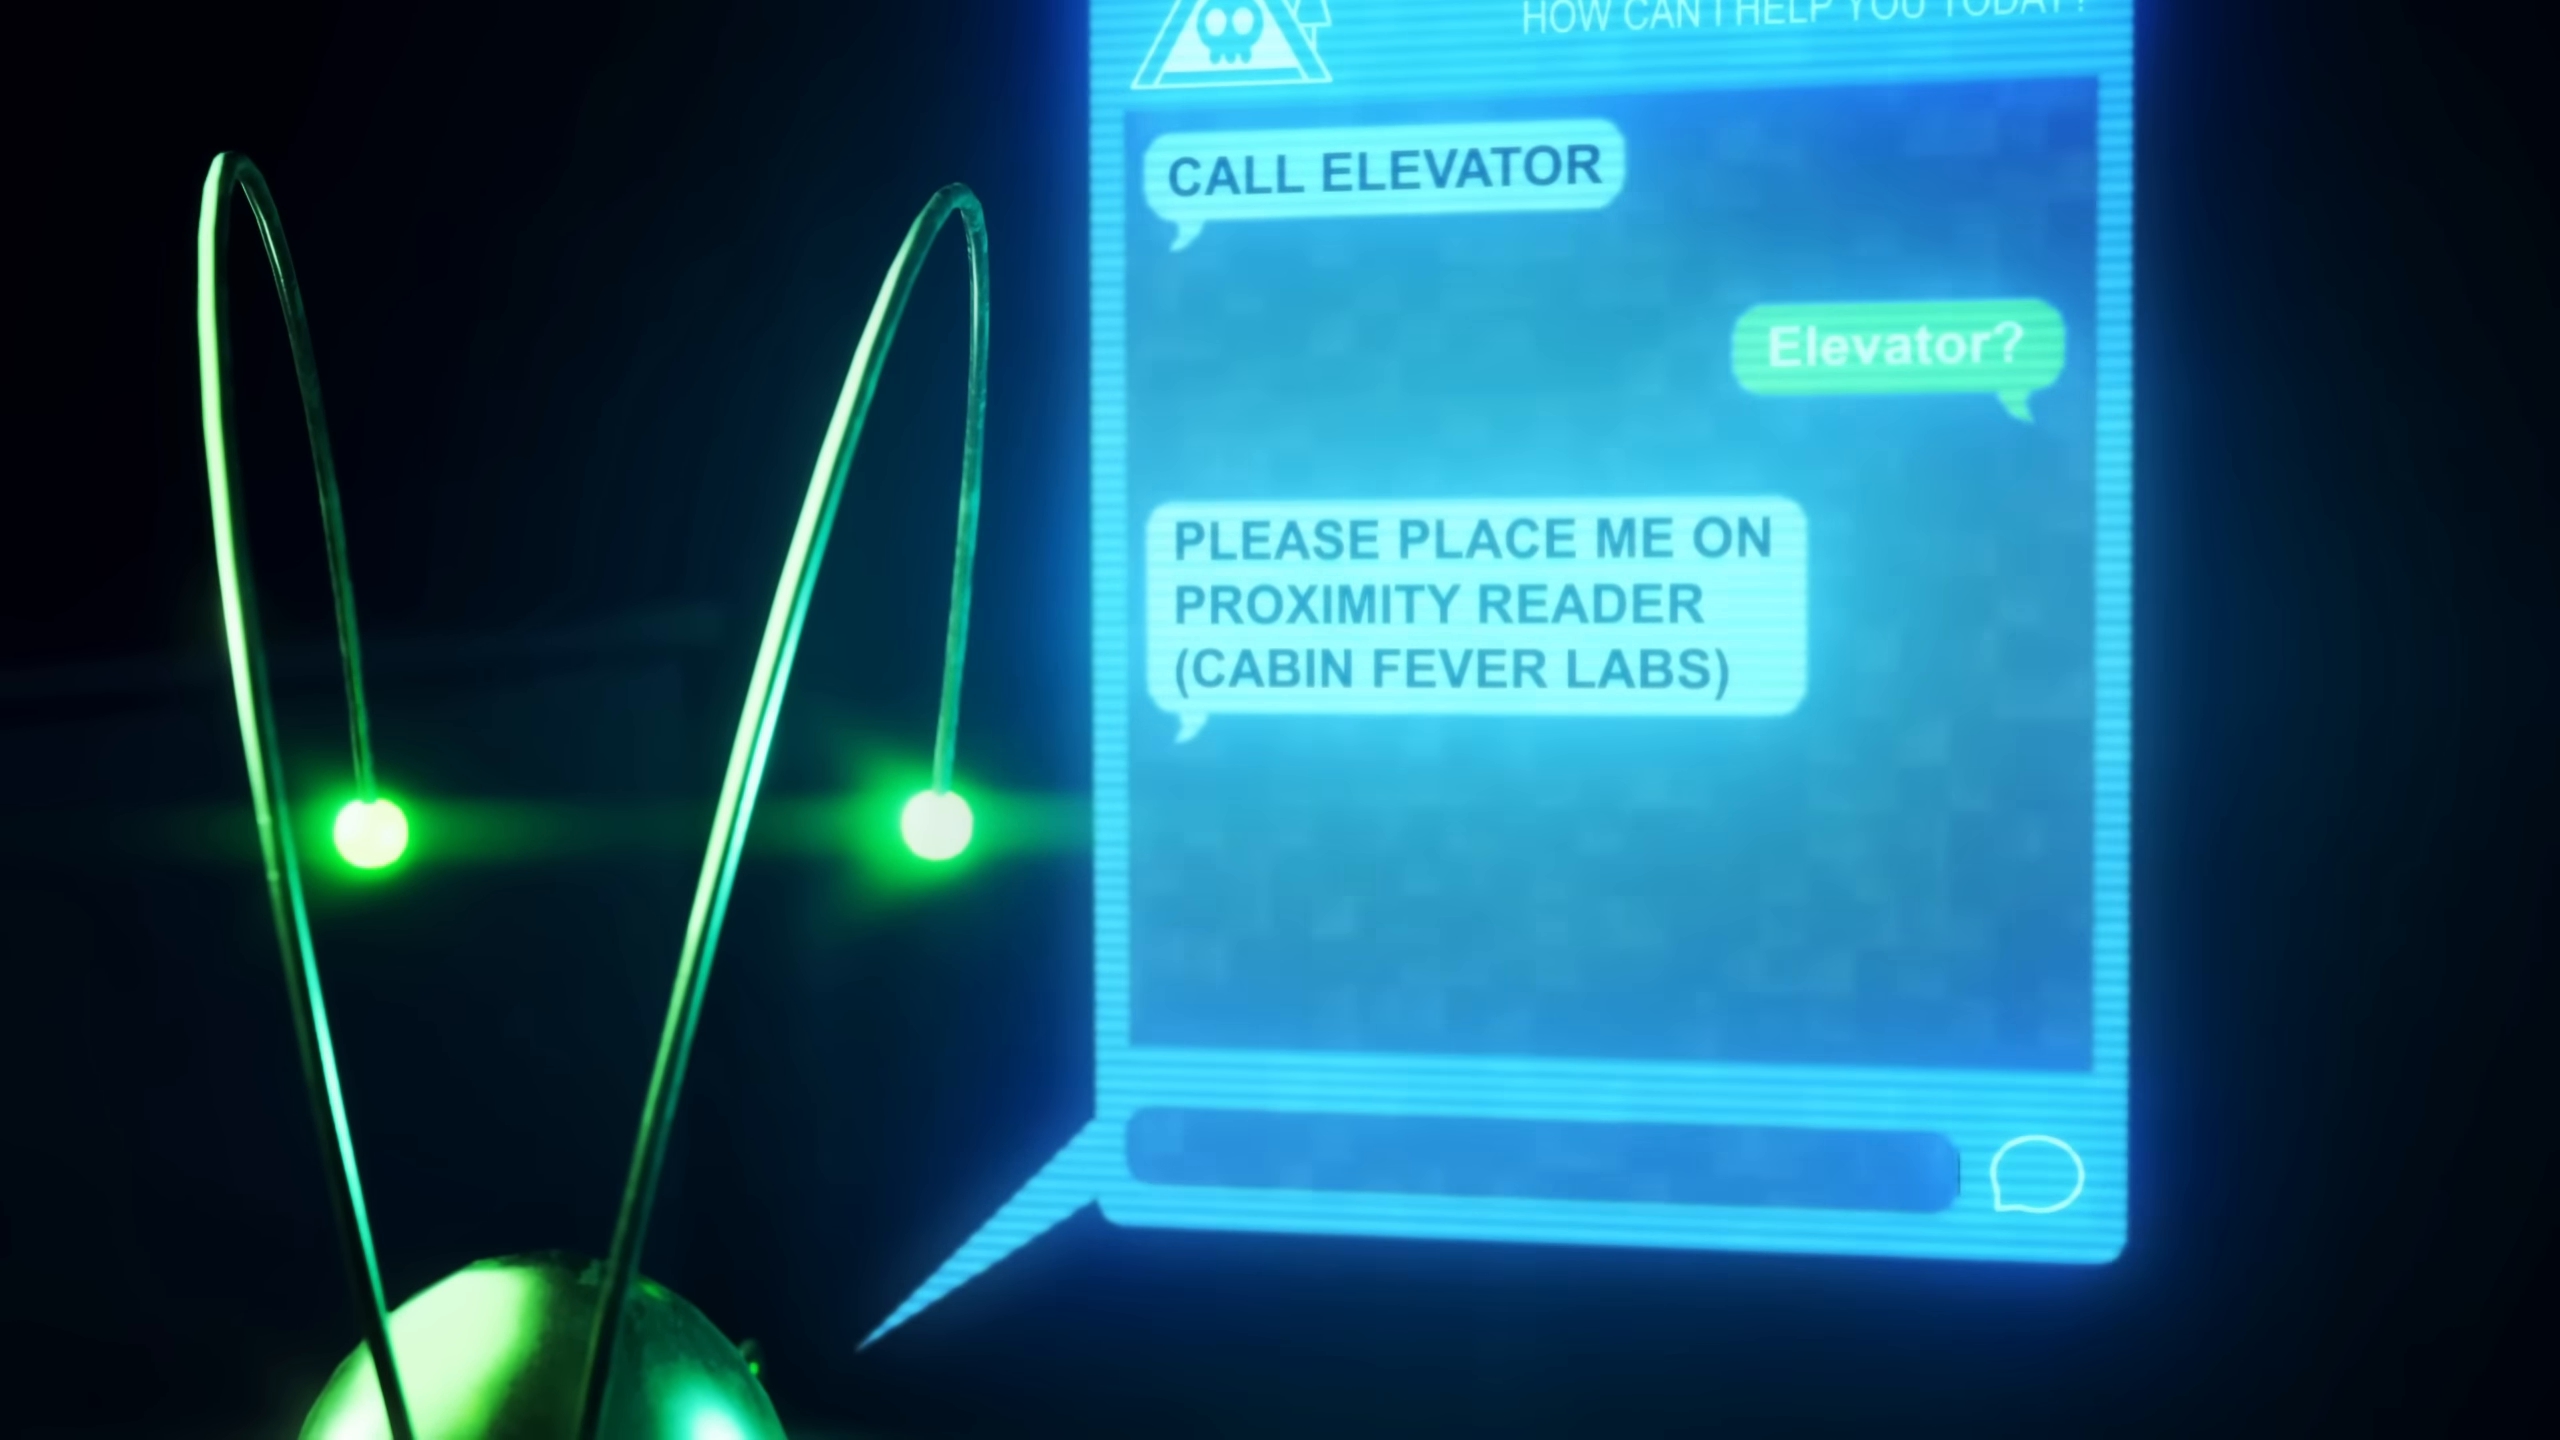 HOW CAN I HELP YOU TODAY?
CALL ELEVATOR
Elevator?
PLEASE PLACE ME ON
PROXIMITY READER
(CABIN FEVER LABS)